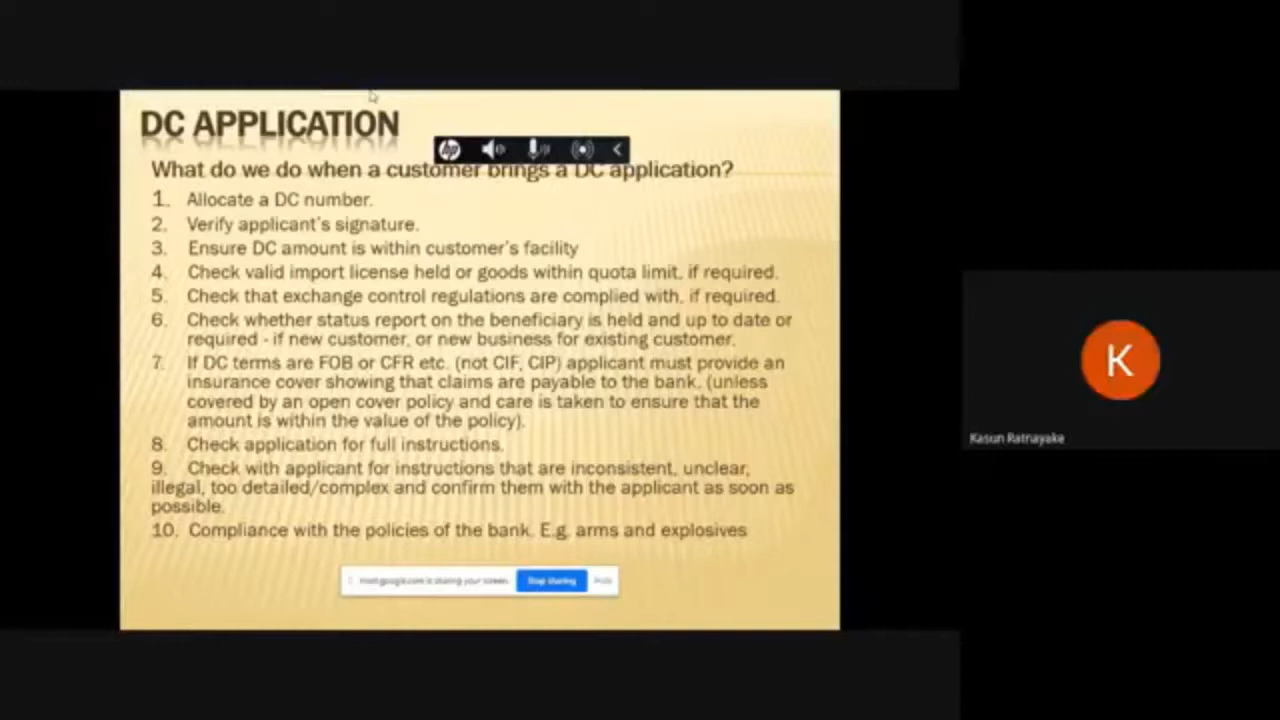 DC APPLICATION
hp
What do we do when a customer brings a DC application?
1. Allocate a DC number.
2. Verify applicant's signature.
3. Ensure DC amount is within customer's facility
4. Check valid import license held or goods within quota limit, if required.
5. Check that exchange control regulations are complied with, if required.
6. Check whether status report on the beneficiary is held and up to date or
required - if new customer, or new business for existing customer.
7. If DC terms are FOB or CFR etc. (not CIF, CIP) applicant must provide an
insurance cover showing that claims are payable to the bank. (unless
covered by an open cover policy and care is taken to ensure that the
amount is within the value of the policy).
8. Check application for full instructions.
9. Check with applicant for instructions that are inconsistent, unclear,
illegal, too detailed/complex and confirm them with the applicant as soon as
possible.
10. Compliance with the policies of the bank. E.g. arms and explosives
meet.google.com is sharing your screen. Stop sharing Hide
K
Kasun Ratnayake